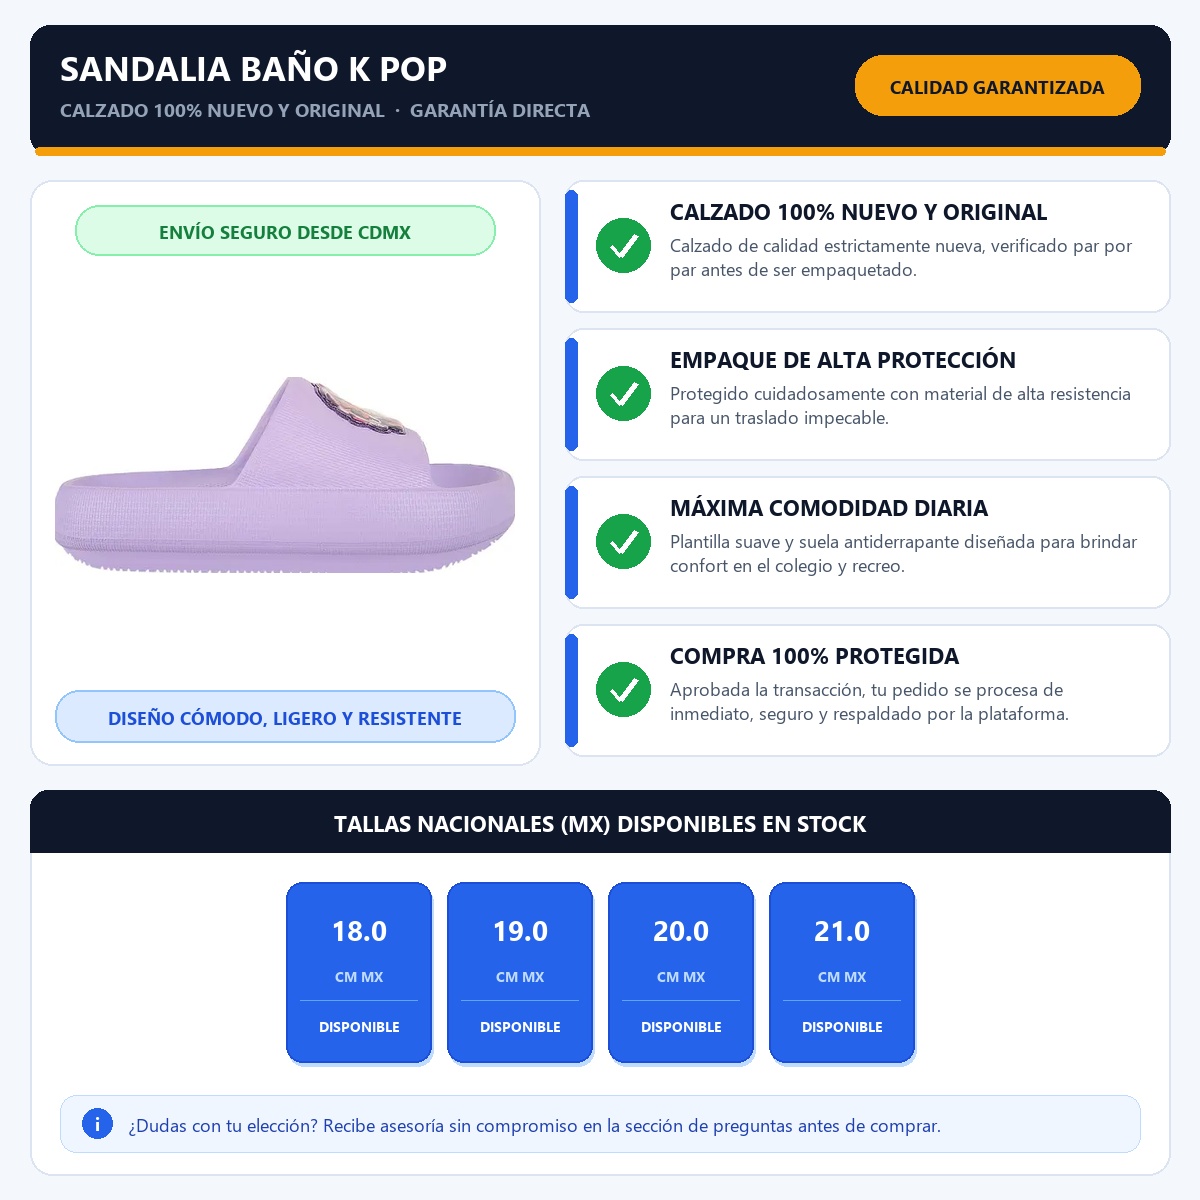 SANDALIA BAÑO K POP
CALZADO 100% NUEVO Y ORIGINAL · GARANTÍA DIRECTA
CALIDAD GARANTIZADA
ENVÍO SEGURO DESDE CDMX
DISEÑO CÓMODO, LIGERO Y RESISTENTE
CALZADO 100% NUEVO Y ORIGINAL
Calzado de calidad estrictamente nueva, verificado par por
par antes de ser empaquetado.
EMPAQUE DE ALTA PROTECCIÓN
Protegido cuidadosamente con material de alta resistencia
para un traslado impecable.
MÁXIMA COMODIDAD DIARIA
Plantilla suave y suela antiderrapante diseñada para brindar
confort en el colegio y recreo.
COMPRA 100% PROTEGIDA
Aprobada la transacción, tu pedido se procesa de
inmediato, seguro y respaldado por la plataforma.
TALLAS NACIONALES (MX) DISPONIBLES EN STOCK
18.0
CM MX
DISPONIBLE
19.0
CM MX
DISPONIBLE
20.0
CM MX
DISPONIBLE
21.0
CM MX
DISPONIBLE
¿Dudas con tu elección? Recibe asesoría sin compromiso en la sección de preguntas antes de comprar.